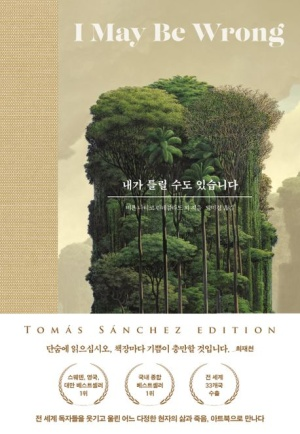 I May Be Wrong
내가 틀릴 수도 있습니다
TOMÁS SÁNCHEZ EDITION
단숨에 읽으십시오, 책장마다 기쁨이 충만할 것입니다. _최재천
스웨덴, 영국,
대만 베스트셀러
1위
국내 종합
베스트셀러
1위
전 세계
33개국
수출
전 세계 독자들을 웃기고 울린 어느 다정한 현자의 삶과 죽음, 아트북으로 만나다